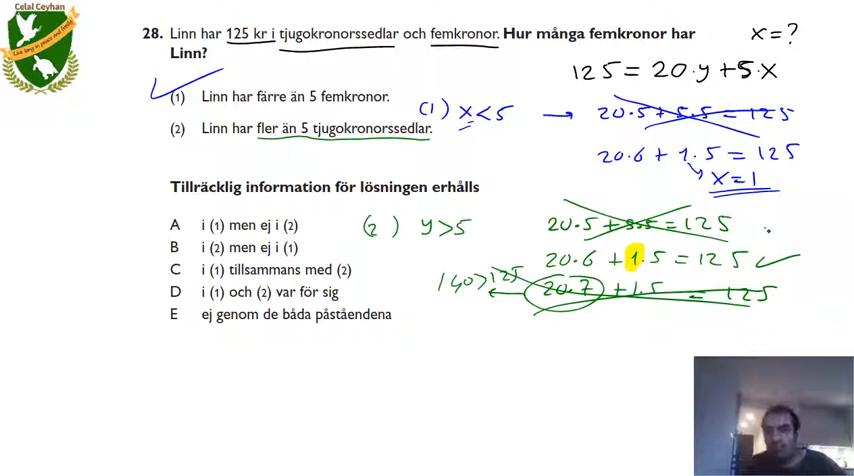 Celal Ceyhan
28. Linn har 125 kr i tjugokronorssedlar och femkronor. Hur många femkronor har
Linn?
x = ?
125 = 20·y + 5·x
(1) Linn har färre än 5 femkronor.
(2) Linn har fler än 5 tjugokronorssedlar.
(1) x < 5 → 20·5 + 5·5 = 125
20·6 + 1·5 = 125
x = 1
Tillräcklig information för lösningen erhålls
A i (1) men ej i (2)
B i (2) men ej i (1)
C i (1) tillsammans med (2)
D i (1) och (2) var för sig
E ej genom de båda påståendena
(2) y > 5
20·5 + 5·5 = 125
20·6 + 1·5 = 125 ✓
140 > 125 ← 20·7 + 1·5 = 125